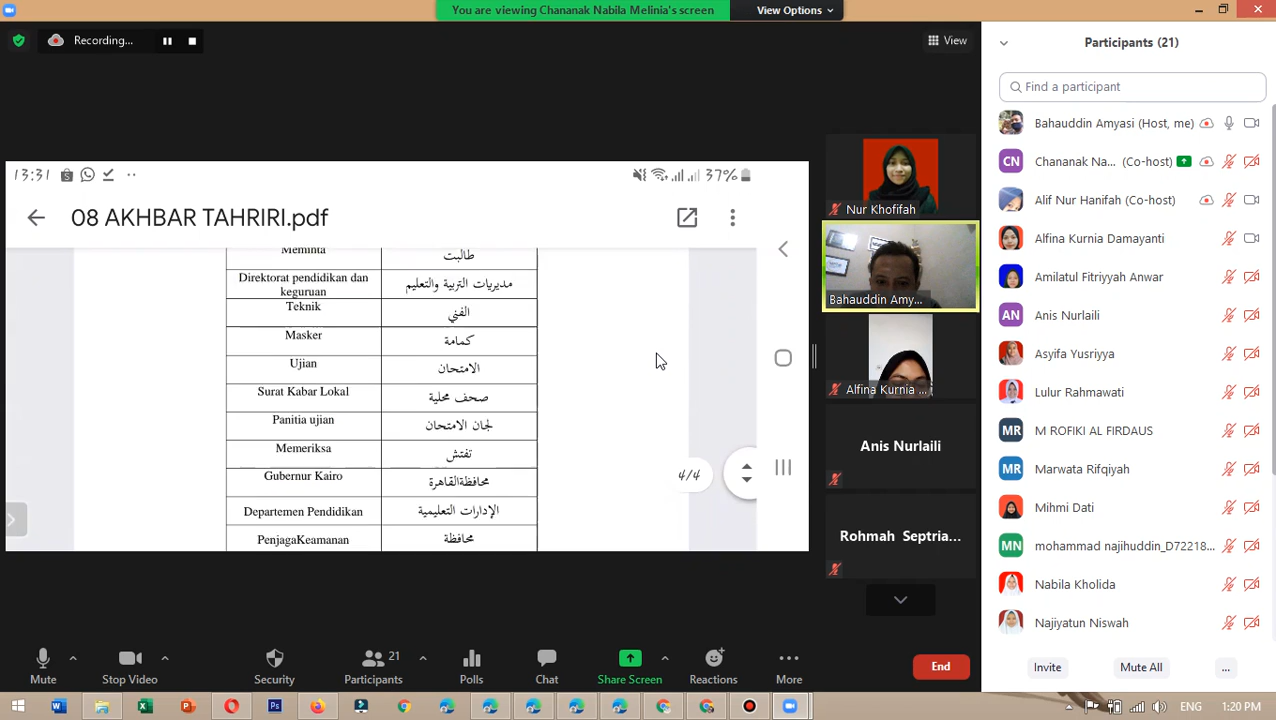 You are viewing Chananak Nabila Melinia's screen
View Options
Recording...
View
13:31
37%
08 AKHBAR TAHRIRI.pdf
Meminta طالبت
Direktorat pendidikan dan keguruan مديريات التربية والتعليم
Teknik الفني
Masker كمامة
Ujian الامتحان
Surat Kabar Lokal صحف محلية
Panitia ujian لجان الامتحان
Memeriksa تفتش
Gubernur Kairo محافظةالقاهرة
Departemen Pendidikan الإدارات التعليمية
PenjagaKeamanan محافظة
4/4
Nur Khofifah
Bahauddin Amy...
Alfina Kurnia ...
Anis Nurlaili
Rohmah Septria...
Participants (21)
Find a participant
Bahauddin Amyasi (Host, me)
CN Chananak Na... (Co-host)
Alif Nur Hanifah (Co-host)
Alfina Kurnia Damayanti
Amilatul Fitriyyah Anwar
AN Anis Nurlaili
Asyifa Yusriyya
Lulur Rahmawati
MR M ROFIKI AL FIRDAUS
MR Marwata Rifqiyah
Mihmi Dati
MN mohammad najihuddin_D72218...
Nabila Kholida
Najiyatun Niswah
Invite
Mute All
...
Mute
Stop Video
Security
21
Participants
Polls
Chat
Share Screen
Reactions
More
End
ENG
1:20 PM